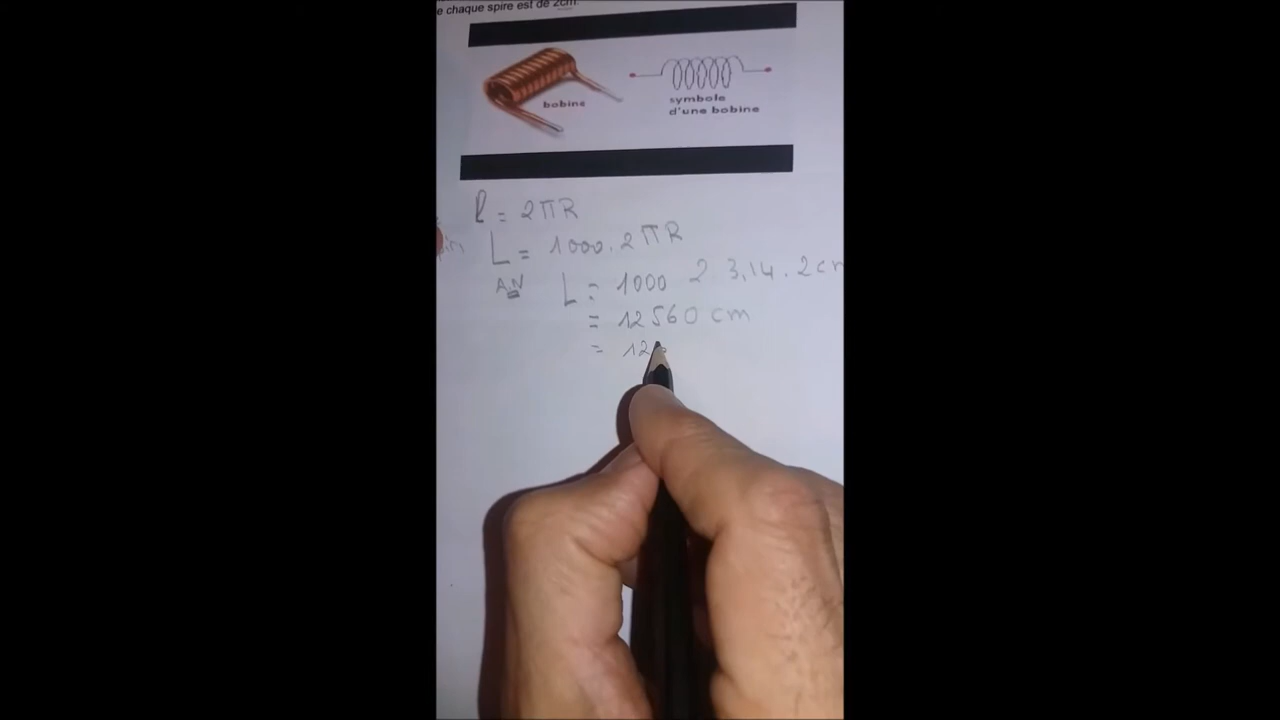 e chaque spire est de 2cm.
bobine
symbole
d'une bobine
l = 2πR
L = 1000.2πR
A.N L = 1000 2 3,14 . 2cm
= 12560 cm
= 12